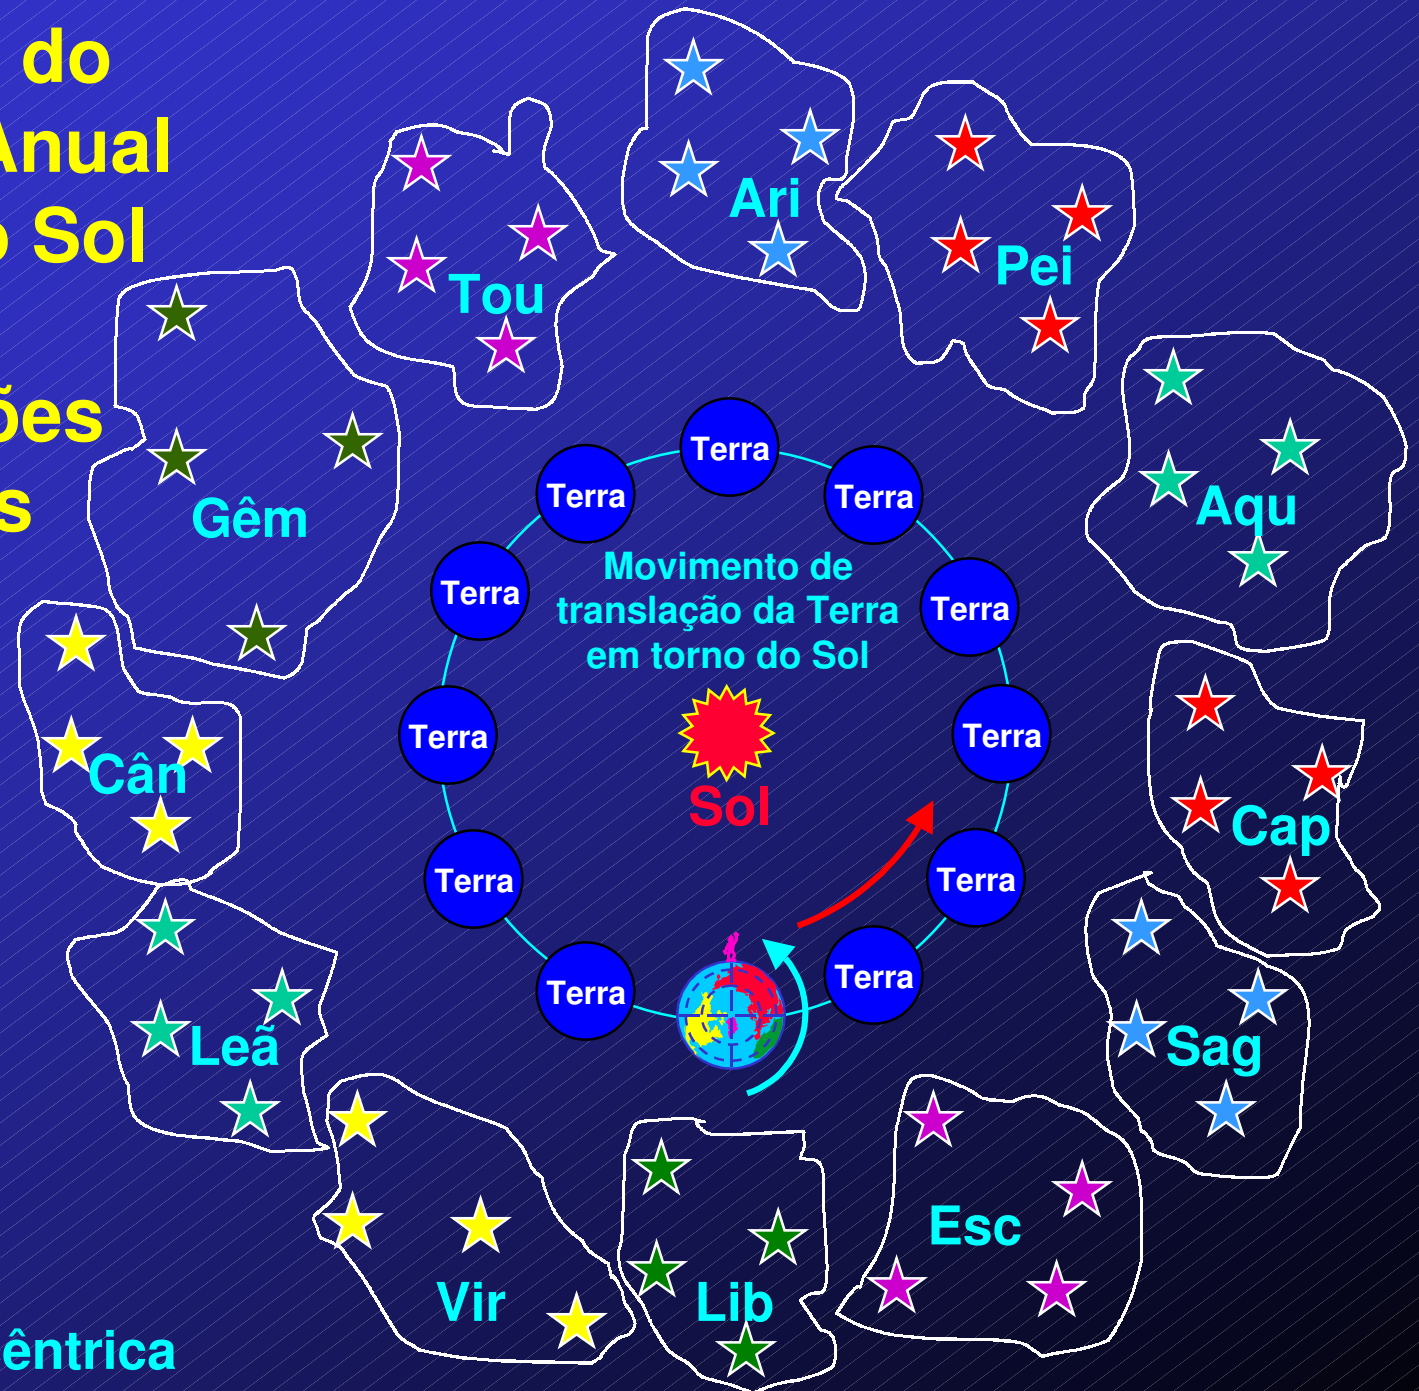 do
Anual
o Sol
ões
s
Ari
Pei
Tou
Gêm
Aqu
Cân
Cap
Leã
Sag
Vir
Lib
Esc
Terra
Terra
Terra
Terra
Terra
Terra
Terra
Terra
Terra
Terra
Terra
Movimento de
translação da Terra
em torno do Sol
Sol
êntrica